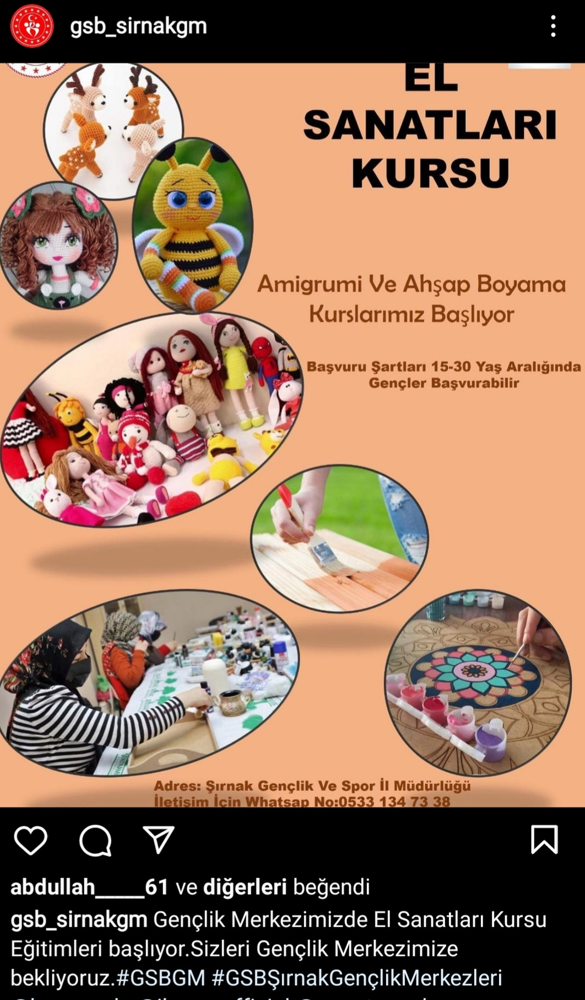 gsb_sirnakgm
EL
SANATLARI
KURSU
Amigrumi Ve Ahşap Boyama
Kurslarımız Başlıyor
Başvuru Şartları 15-30 Yaş Aralığında
Gençler Başvurabilir
Adres: Şırnak Gençlik Ve Spor İl Müdürlüğü
İletişim İçin Whatsap No:0533 134 73 38
abdullah_____61 ve diğerleri beğendi
gsb_sirnakgm Gençlik Merkezimizde El Sanatları Kursu
Eğitimleri başlıyor.Sizleri Gençlik Merkezimize
bekliyoruz.#GSBGM #GSBŞırnakGençlikMerkezleri